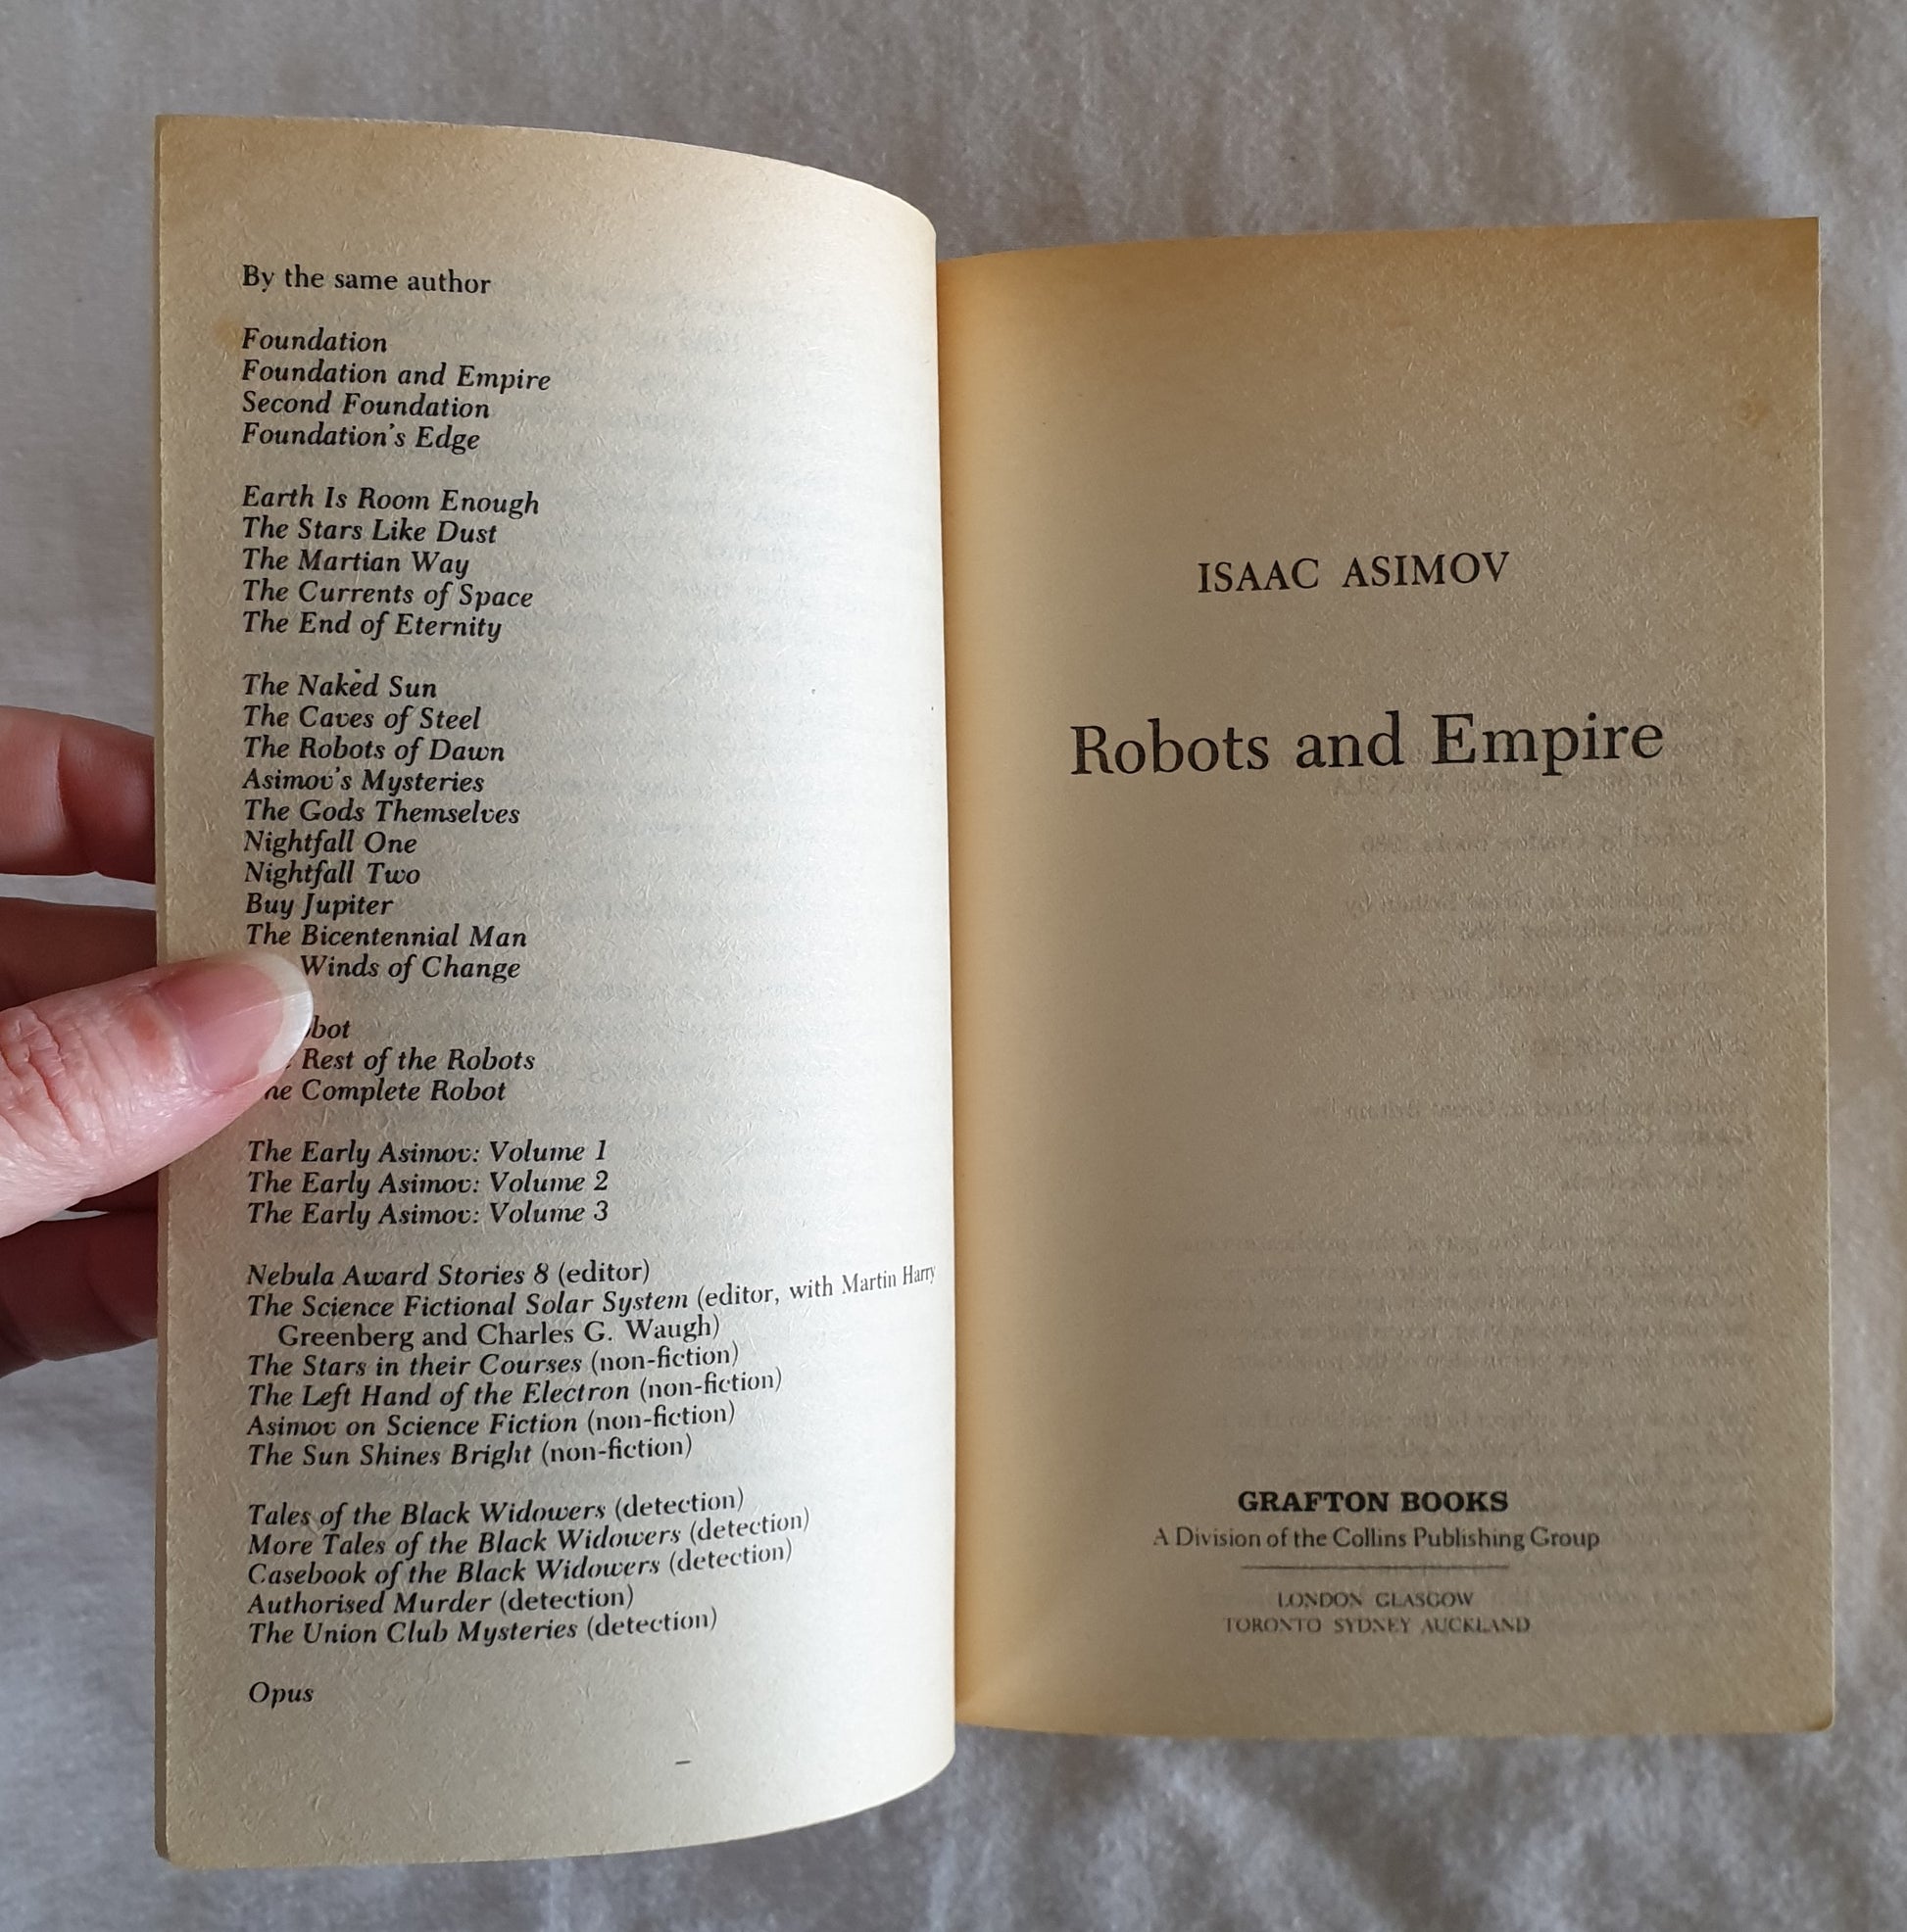 By the same author
Foundation
Foundation and Empire
Second Foundation
Foundation's Edge
Earth Is Room Enough
The Stars Like Dust
The Martian Way
The Currents of Space
The End of Eternity
The Naked Sun
The Caves of Steel
The Robots of Dawn
Asimov's Mysteries
The Gods Themselves
Nightfall One
Nightfall Two
Buy Jupiter
The Bicentennial Man
Winds of Change
Rest of the Robots
Complete Robot
The Early Asimov: Volume 1
The Early Asimov: Volume 2
The Early Asimov: Volume 3
Nebula Award Stories 8 (editor)
The Science Fictional Solar System (editor, with Martin Harry
Greenberg and Charles G. Waugh)
The Stars in their Courses (non-fiction)
The Left Hand of the Electron (non-fiction)
Asimov on Science Fiction (non-fiction)
The Sun Shines Bright (non-fiction)
Tales of the Black Widowers (detection)
More Tales of the Black Widowers (detection)
Casebook of the Black Widowers (detection)
Authorised Murder (detection)
The Union Club Mysteries (detection)
Opus
ISAAC ASIMOV
Robots and Empire
GRAFTON BOOKS
A Division of the Collins Publishing Group
LONDON GLASGOW
TORONTO SYDNEY AUCKLAND